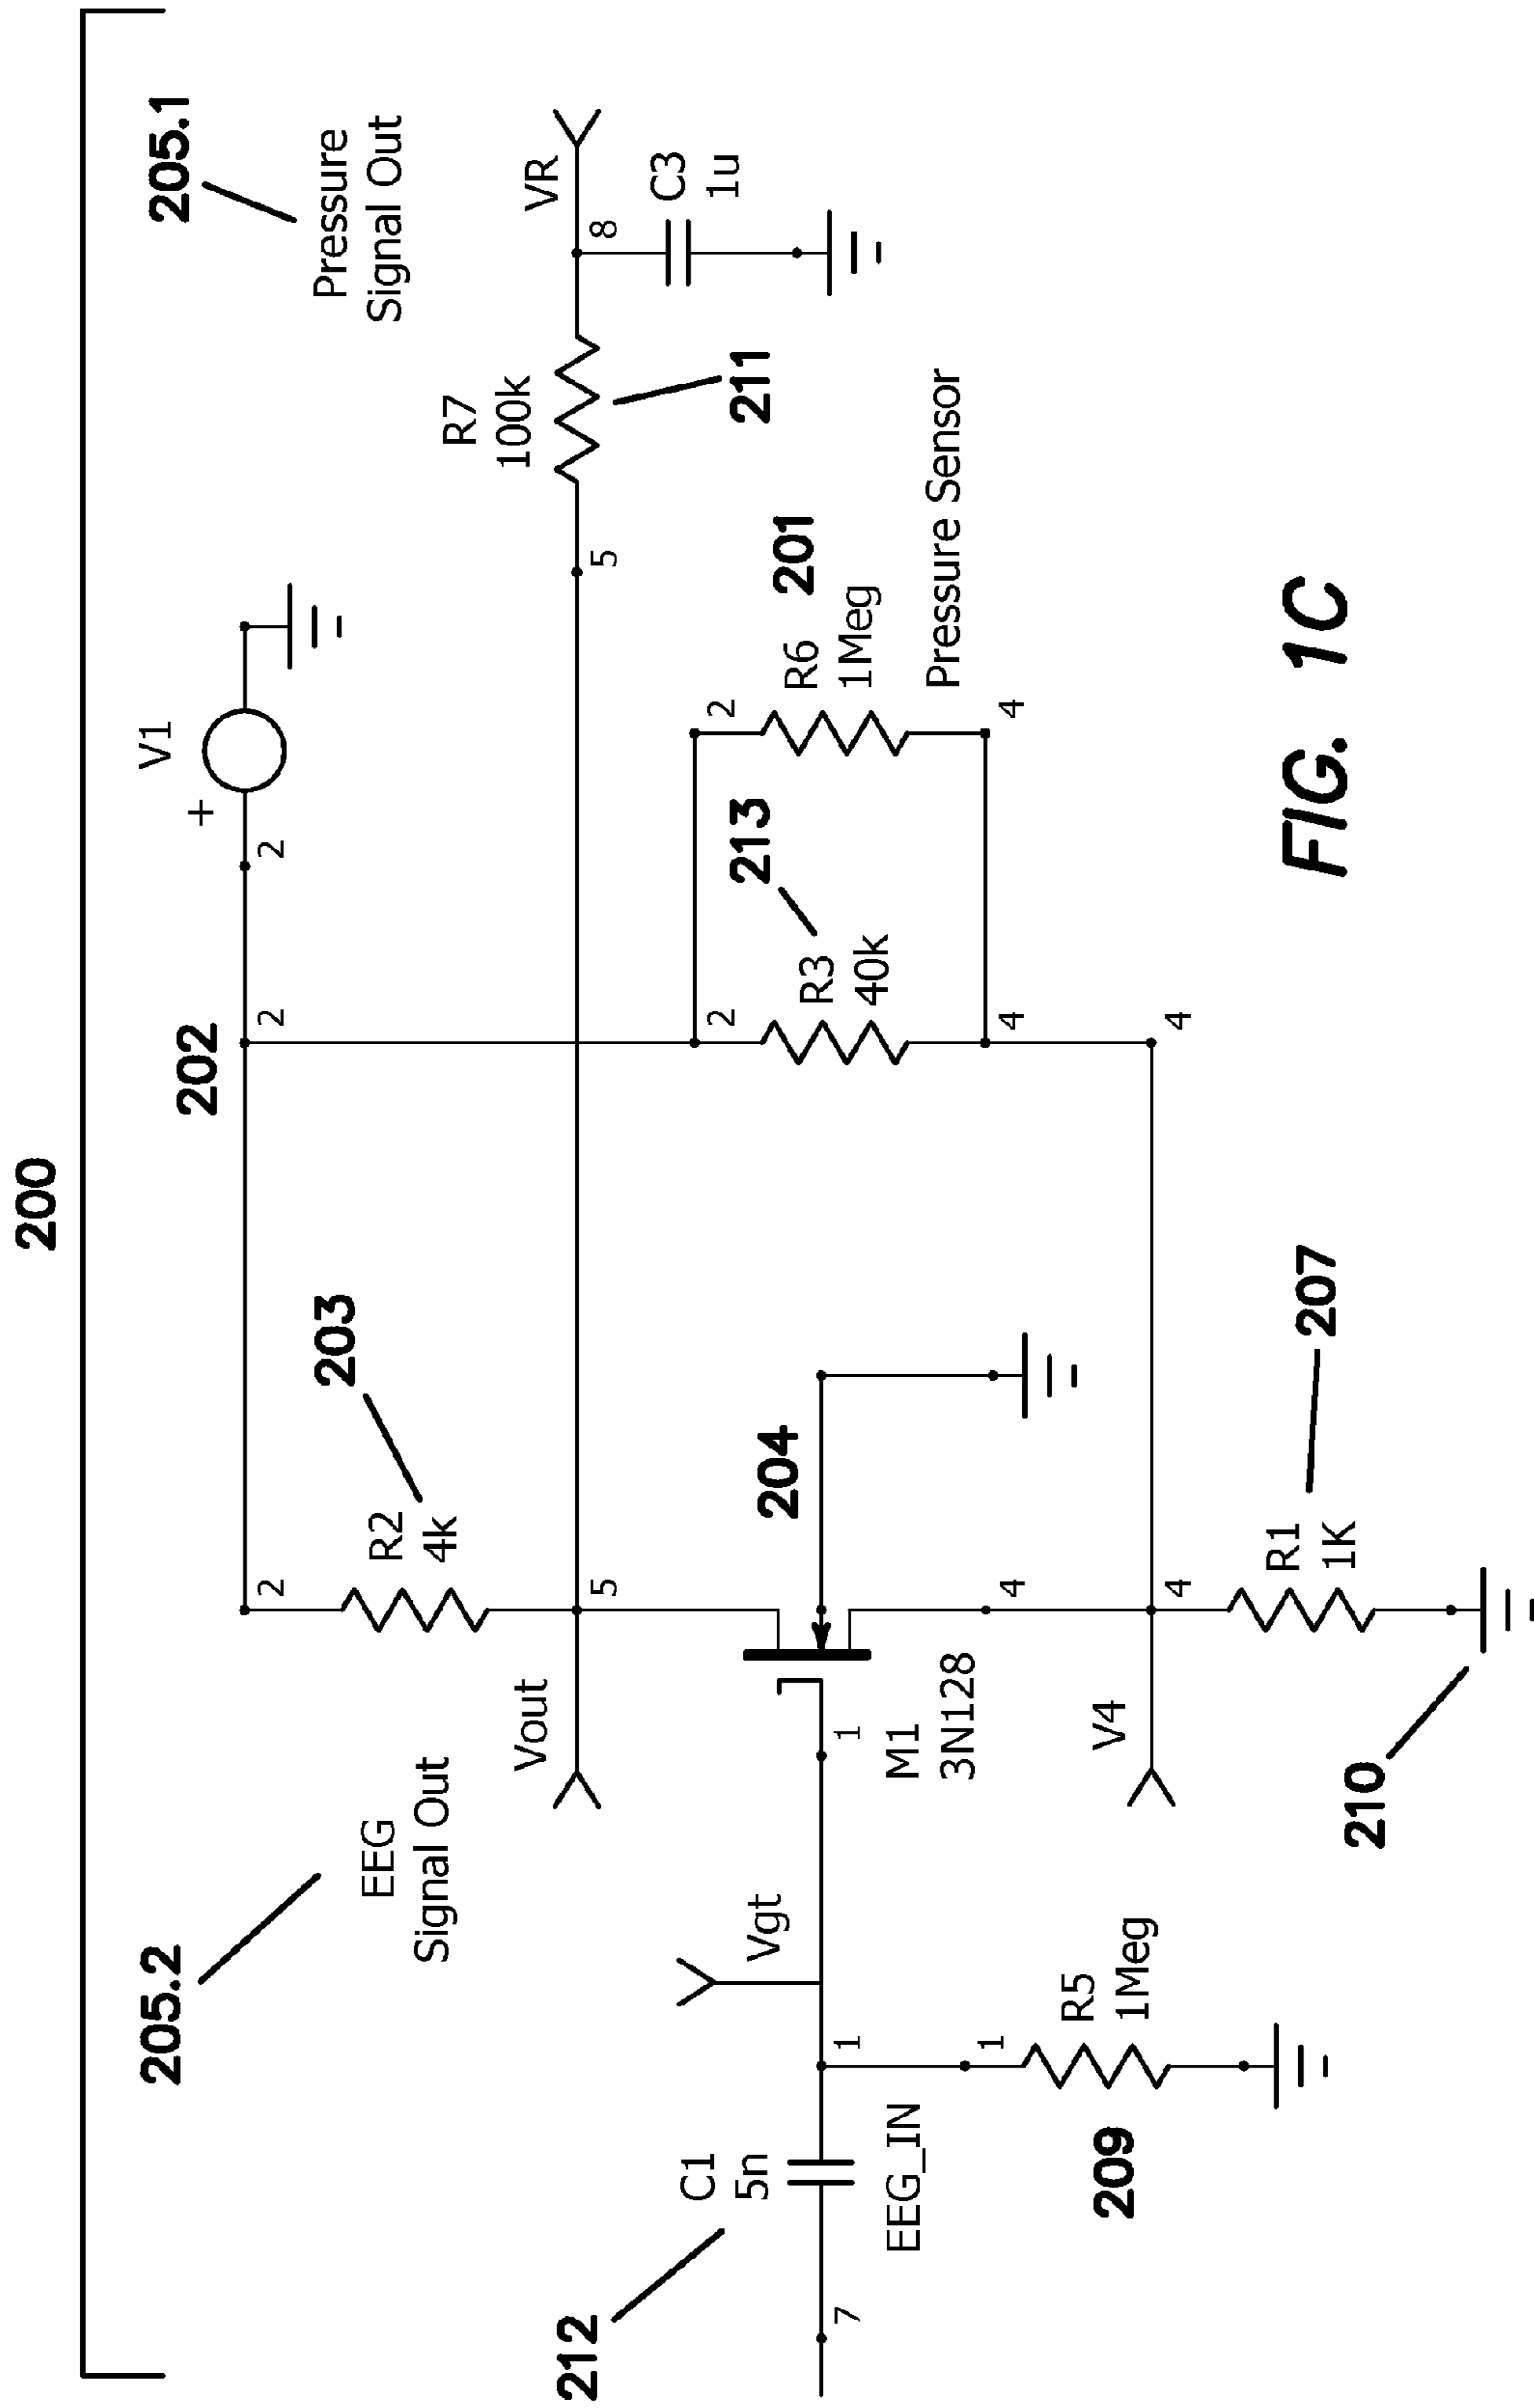 200
205.1
Pressure
Signal Out
205.2
EEG
Signal Out
202
V1
+
2
2
2
203
R2
4k
Vout
5
5
R7
100k
211
VR
8
C3
1u
212
C1
5n
7
EEG_IN
1
1
Vgt
1
M1
3N128
204
209
R5
1Meg
2
213
R3
40k
4
2
R6
1Meg
201
4
Pressure Sensor
4
4
4
V4
R1
1K
207
210
FIG. 1C